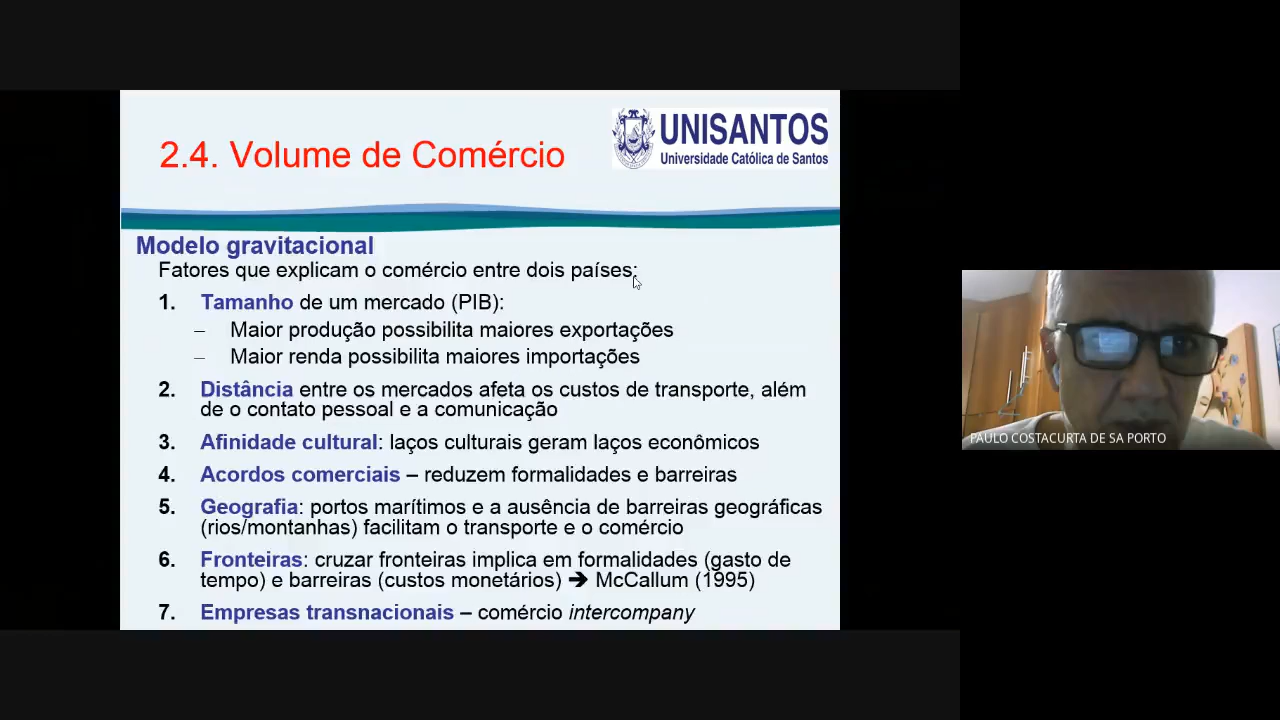 2.4. Volume de Comércio
UNISANTOS
Universidade Católica de Santos
Modelo gravitacional
Fatores que explicam o comércio entre dois países:
1. Tamanho de um mercado (PIB):
– Maior produção possibilita maiores exportações
– Maior renda possibilita maiores importações
2. Distância entre os mercados afeta os custos de transporte, além
de o contato pessoal e a comunicação
3. Afinidade cultural: laços culturais geram laços econômicos
4. Acordos comerciais – reduzem formalidades e barreiras
5. Geografia: portos marítimos e a ausência de barreiras geográficas
(rios/montanhas) facilitam o transporte e o comércio
6. Fronteiras: cruzar fronteiras implica em formalidades (gasto de
tempo) e barreiras (custos monetários) ➔ McCallum (1995)
7. Empresas transnacionais – comércio intercompany
PAULO COSTACURTA DE SA PORTO